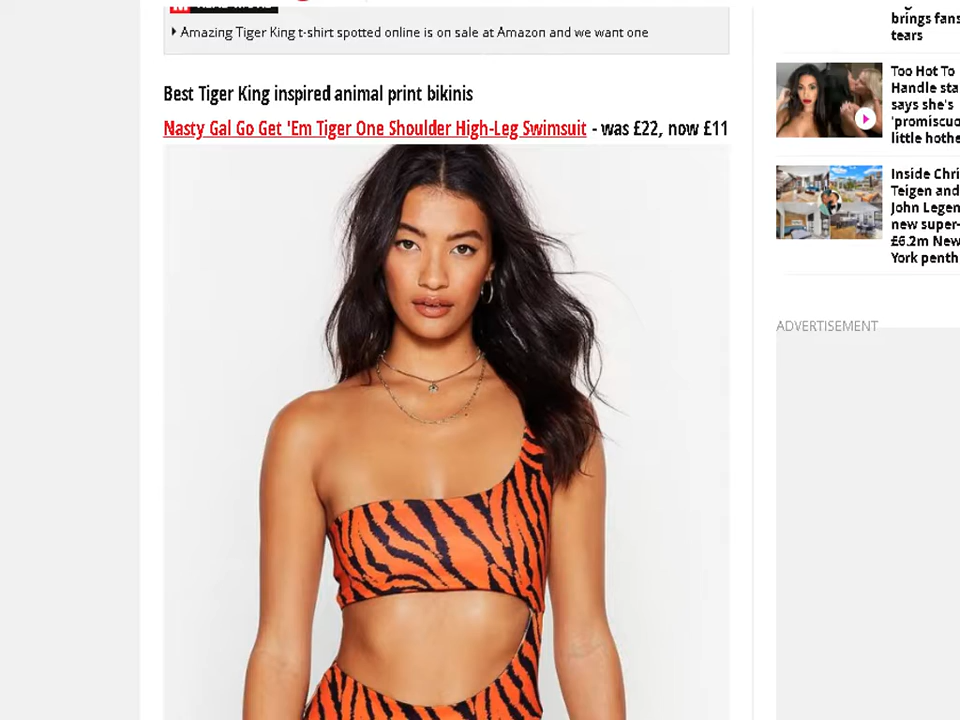 Amazing Tiger King t-shirt spotted online is on sale at Amazon and we want one
Best Tiger King inspired animal print bikinis
Nasty Gal Go Get 'Em Tiger One Shoulder High-Leg Swimsuit - was £22, now £11
brings fans
tears
Too Hot To
Handle sta
says she's
'promiscuo
little hothe
Inside Chri
Teigen and
John Legen
new super-
£6.2m New
York penth
ADVERTISEMENT